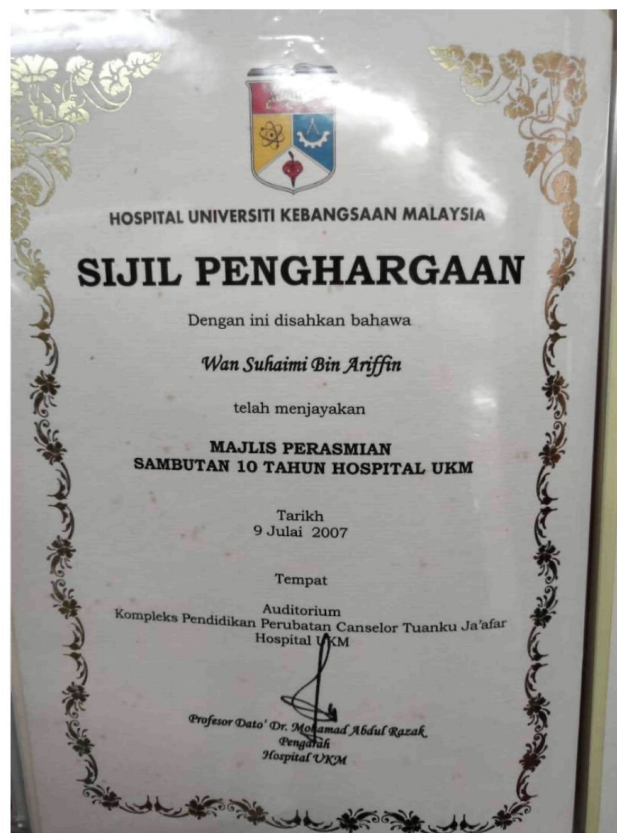 HOSPITAL UNIVERSITI KEBANGSAAN MALAYSIA
SIJIL PENGHARGAAN
Dengan ini disahkan bahawa
Wan Suhaimi Bin Ariffin
telah menjayakan
MAJLIS PERASMIAN
SAMBUTAN 10 TAHUN HOSPITAL UKM
Tarikh
9 Julai 2007
Tempat
Auditorium
Kompleks Pendidikan Perubatan Canselor Tuanku Ja'afar
Hospital UKM
Profesor Dato' Dr. Mohamad Abdul Razak
Pengarah
Hospital UKM